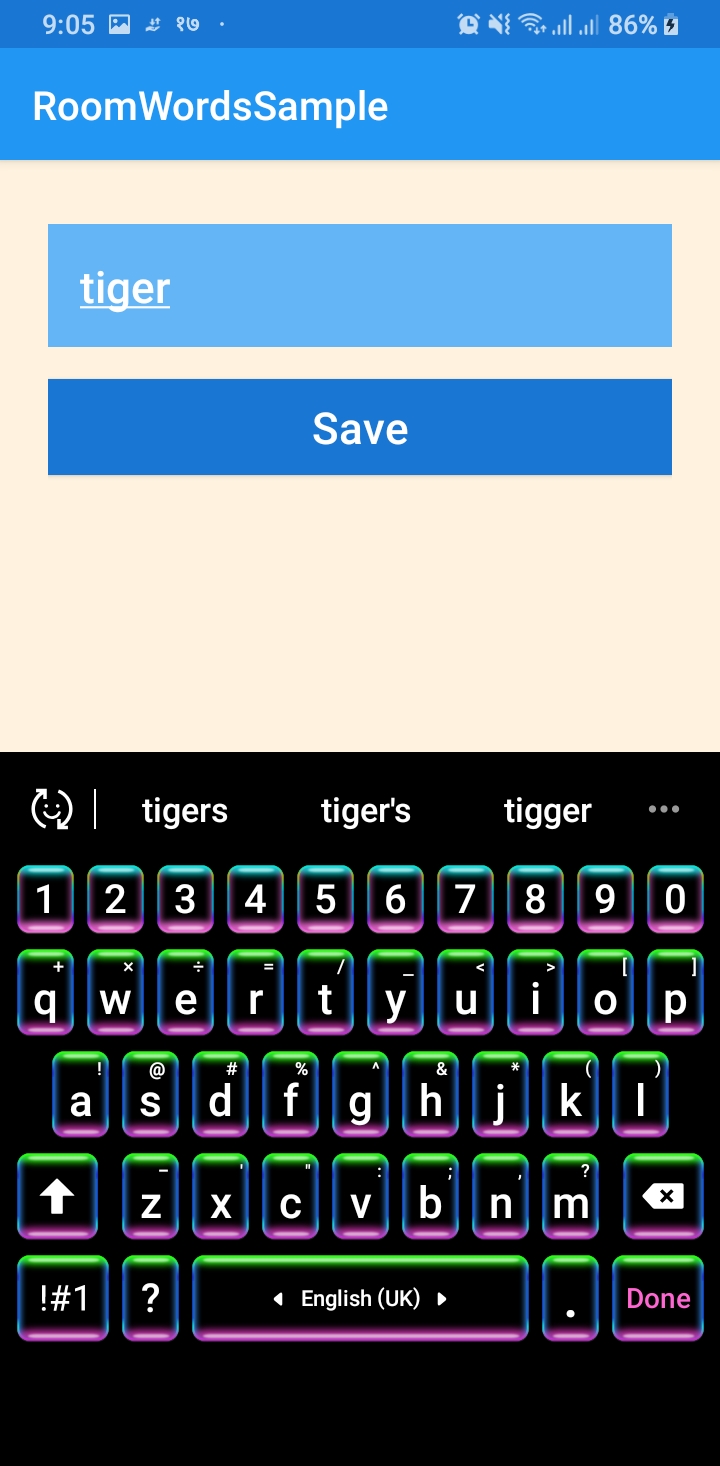 9:05 १७ 86%
RoomWordsSample
tiger
Save
tigers tiger's tigger
1 2 3 4 5 6 7 8 9 0
+ × ÷ = / _ < > [ ]
q w e r t y u i o p
! @ # % ^ & * ( )
a s d f g h j k l
- ' " : ; , ?
z x c v b n m
!#1 ? English (UK) . Done